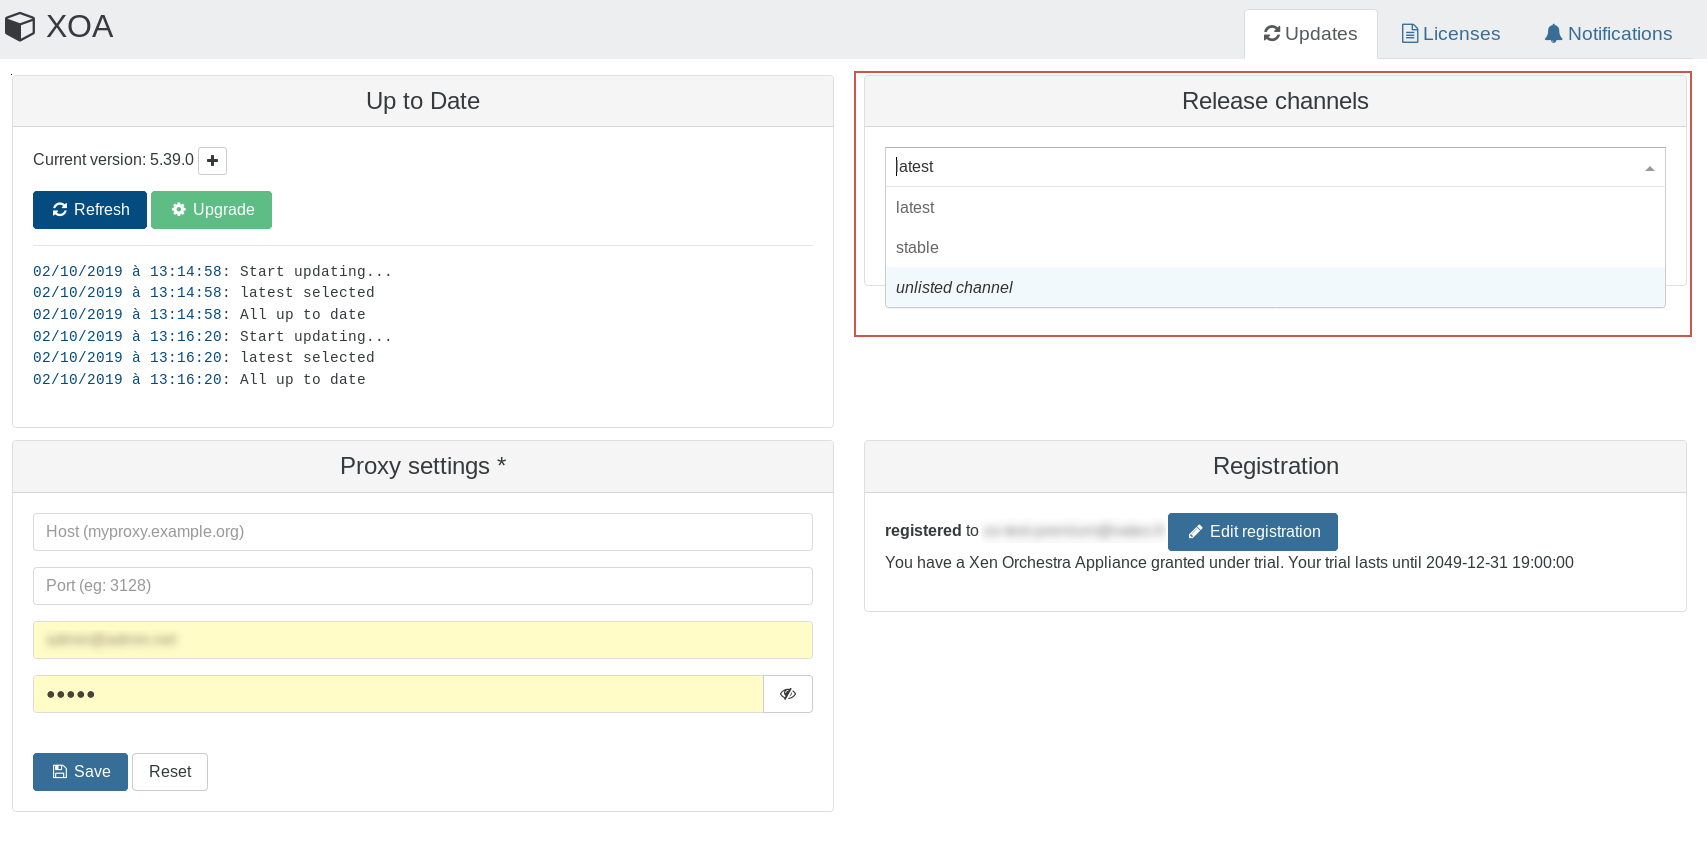 XOA
Updates
Licenses
Notifications
Up to Date
Current version: 5.39.0
Refresh
Upgrade
02/10/2019 à 13:14:58: Start updating...
02/10/2019 à 13:14:58: latest selected
02/10/2019 à 13:14:58: All up to date
02/10/2019 à 13:16:20: Start updating...
02/10/2019 à 13:16:20: latest selected
02/10/2019 à 13:16:20: All up to date
Release channels
latest
latest
stable
unlisted channel
Proxy settings *
Host (myproxy.example.org)
Port (eg: 3128)
●●●●●
Save
Reset
Registration
registered to
Edit registration
You have a Xen Orchestra Appliance granted under trial. Your trial lasts until 2049-12-31 19:00:00